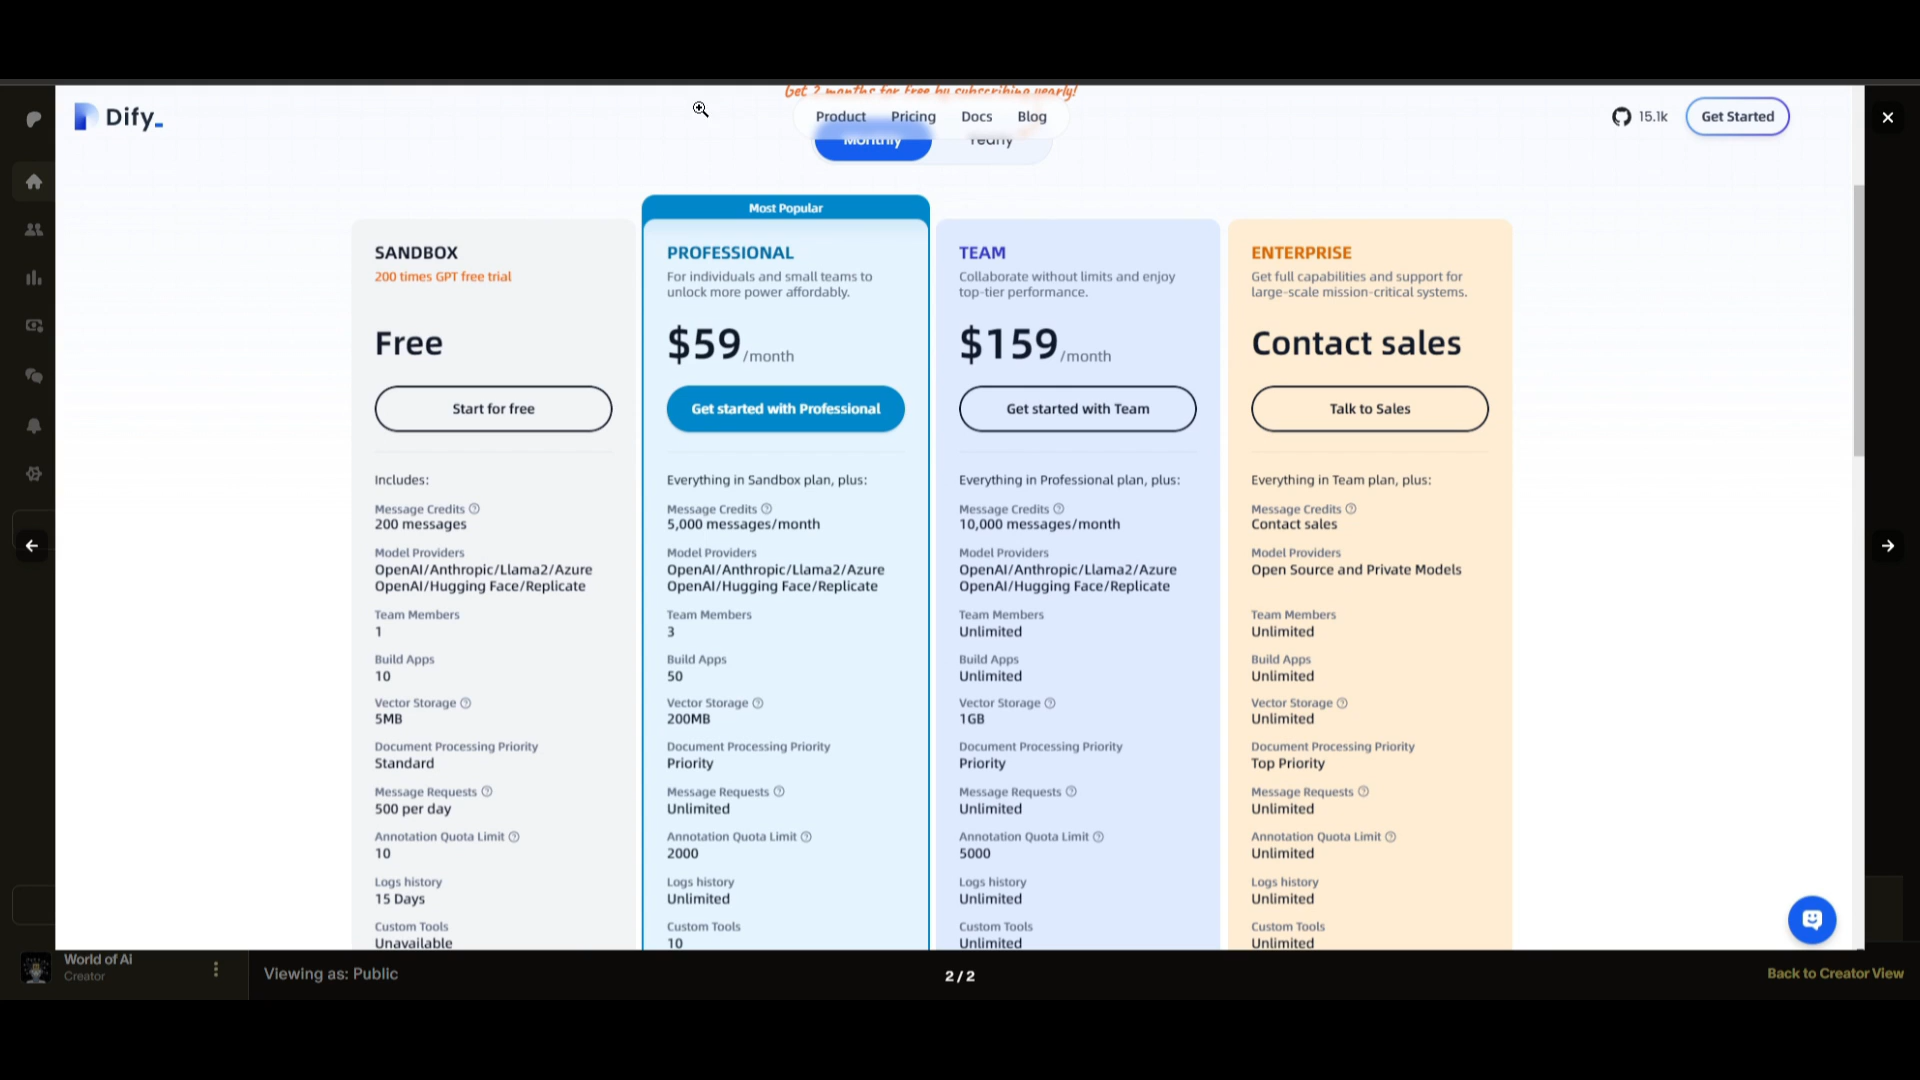 Get 2 months for free by subscribing yearly!
Dify_
Product Pricing Docs Blog
15.1k
Get Started
Monthly
Yearly
Most Popular
SANDBOX
200 times GPT free trial
Free
Start for free
Includes:
Message Credits
200 messages
Model Providers
OpenAI/Anthropic/Llama2/Azure
OpenAI/Hugging Face/Replicate
Team Members
1
Build Apps
10
Vector Storage
5MB
Document Processing Priority
Standard
Message Requests
500 per day
Annotation Quota Limit
10
Logs history
15 Days
Custom Tools
Unavailable
PROFESSIONAL
For individuals and small teams to
unlock more power affordably.
$59/month
Get started with Professional
Everything in Sandbox plan, plus:
Message Credits
5,000 messages/month
Model Providers
OpenAI/Anthropic/Llama2/Azure
OpenAI/Hugging Face/Replicate
Team Members
3
Build Apps
50
Vector Storage
200MB
Document Processing Priority
Priority
Message Requests
Unlimited
Annotation Quota Limit
2000
Logs history
Unlimited
Custom Tools
10
TEAM
Collaborate without limits and enjoy
top-tier performance.
$159/month
Get started with Team
Everything in Professional plan, plus:
Message Credits
10,000 messages/month
Model Providers
OpenAI/Anthropic/Llama2/Azure
OpenAI/Hugging Face/Replicate
Team Members
Unlimited
Build Apps
Unlimited
Vector Storage
1GB
Document Processing Priority
Priority
Message Requests
Unlimited
Annotation Quota Limit
5000
Logs history
Unlimited
Custom Tools
Unlimited
ENTERPRISE
Get full capabilities and support for
large-scale mission-critical systems.
Contact sales
Talk to Sales
Everything in Team plan, plus:
Message Credits
Contact sales
Model Providers
Open Source and Private Models
Team Members
Unlimited
Build Apps
Unlimited
Vector Storage
Unlimited
Document Processing Priority
Top Priority
Message Requests
Unlimited
Annotation Quota Limit
Unlimited
Logs history
Unlimited
Custom Tools
Unlimited
World of AI
Creator
Viewing as: Public
2 / 2
Back to Creator View